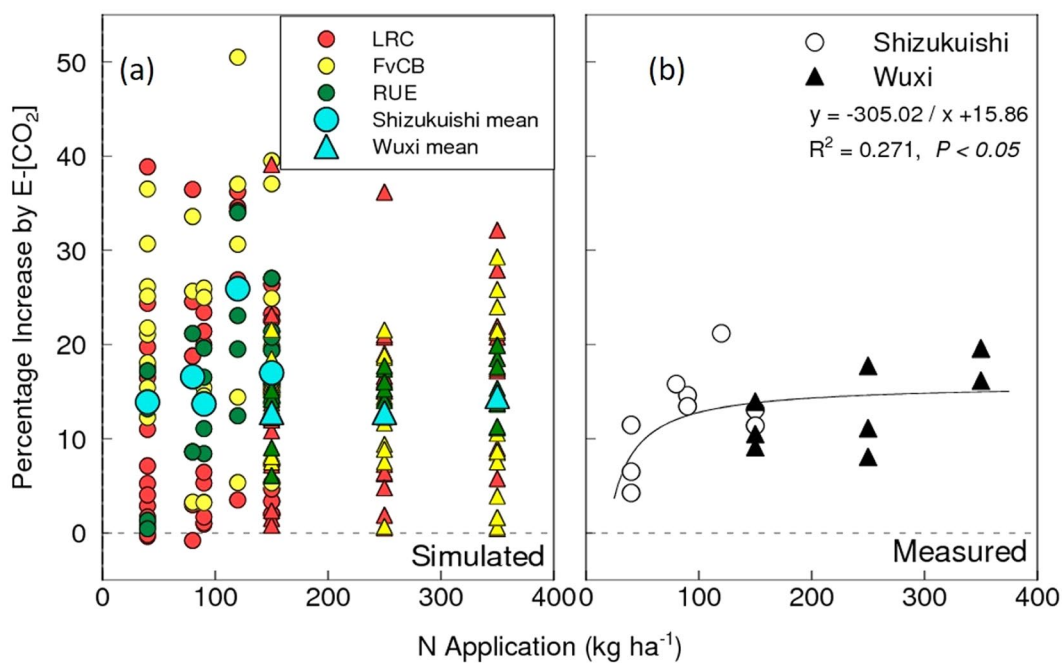 (a)
LRC
FvCB
RUE
Shizukuishi mean
Wuxi mean
Simulated
(b)
Shizukuishi
Wuxi
y = -305.02 / x +15.86
R² = 0.271, P < 0.05
Measured
Percentage Increase by E-[CO₂]
50
40
30
20
10
0
0 100 200 300 400
0 100 200 300 400
N Application (kg ha⁻¹)